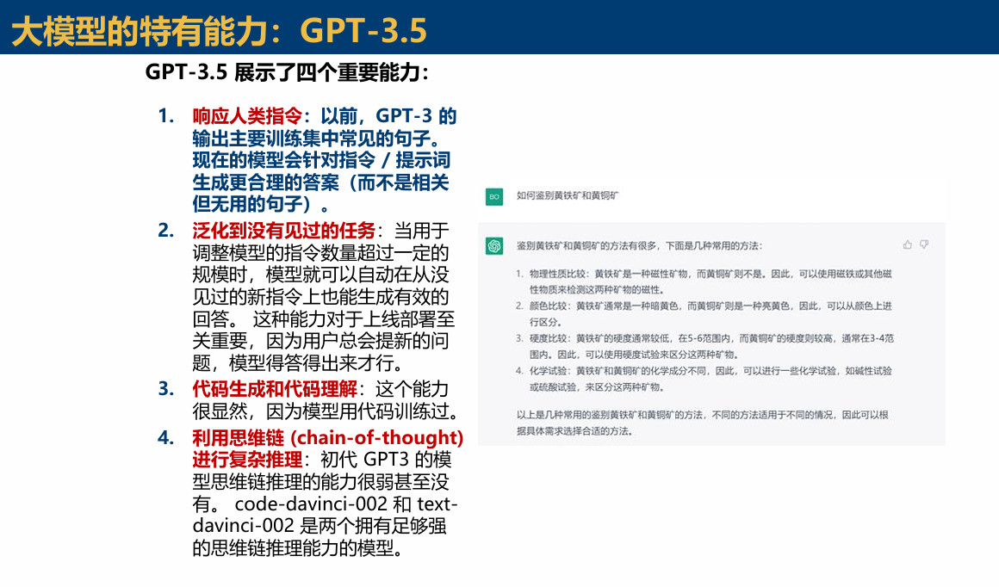 大模型的特有能力：GPT-3.5
GPT-3.5 展示了四个重要能力：
1. 响应人类指令：以前，GPT-3 的
输出主要训练集中常见的句子。
现在的模型会针对指令 / 提示词
生成更合理的答案（而不是相关
但无用的句子）。
2. 泛化到没有见过的任务：当用于
调整模型的指令数量超过一定的
规模时，模型就可以自动在从没
见过的新指令上也能生成有效的
回答。 这种能力对于上线部署至
关重要，因为用户总会提新的问
题，模型得答得出来才行。
3. 代码生成和代码理解：这个能力
很显然，因为模型用代码训练过。
4. 利用思维链 (chain-of-thought)
进行复杂推理：初代 GPT3 的模
型思维链推理的能力很弱甚至没
有。 code-davinci-002 和 text-
davinci-002 是两个拥有足够强
的思维链推理能力的模型。
BO 如何鉴别黄铁矿和黄铜矿
鉴别黄铁矿和黄铜矿的方法有很多，下面是几种常用的方法：
1. 物理性质比较：黄铁矿是一种磁性矿物，而黄铜矿则不是。因此，可以使用磁铁或其他磁
性物质来检测这两种矿物的磁性。
2. 颜色比较：黄铁矿通常是一种暗黄色，而黄铜矿则是一种亮黄色，因此，可以从颜色上进
行区分。
3. 硬度比较：黄铁矿的硬度通常较低，在5-6范围内，而黄铜矿的硬度则较高，通常在3-4范
围内。因此，可以使用硬度试验来区分这两种矿物。
4. 化学试验：黄铁矿和黄铜矿的化学成分不同，因此，可以进行一些化学试验，如碱性试验
或硫酸试验，来区分这两种矿物。
以上是几种常用的鉴别黄铁矿和黄铜矿的方法，不同的方法适用于不同的情况，因此可以根
据具体需求选择合适的方法。